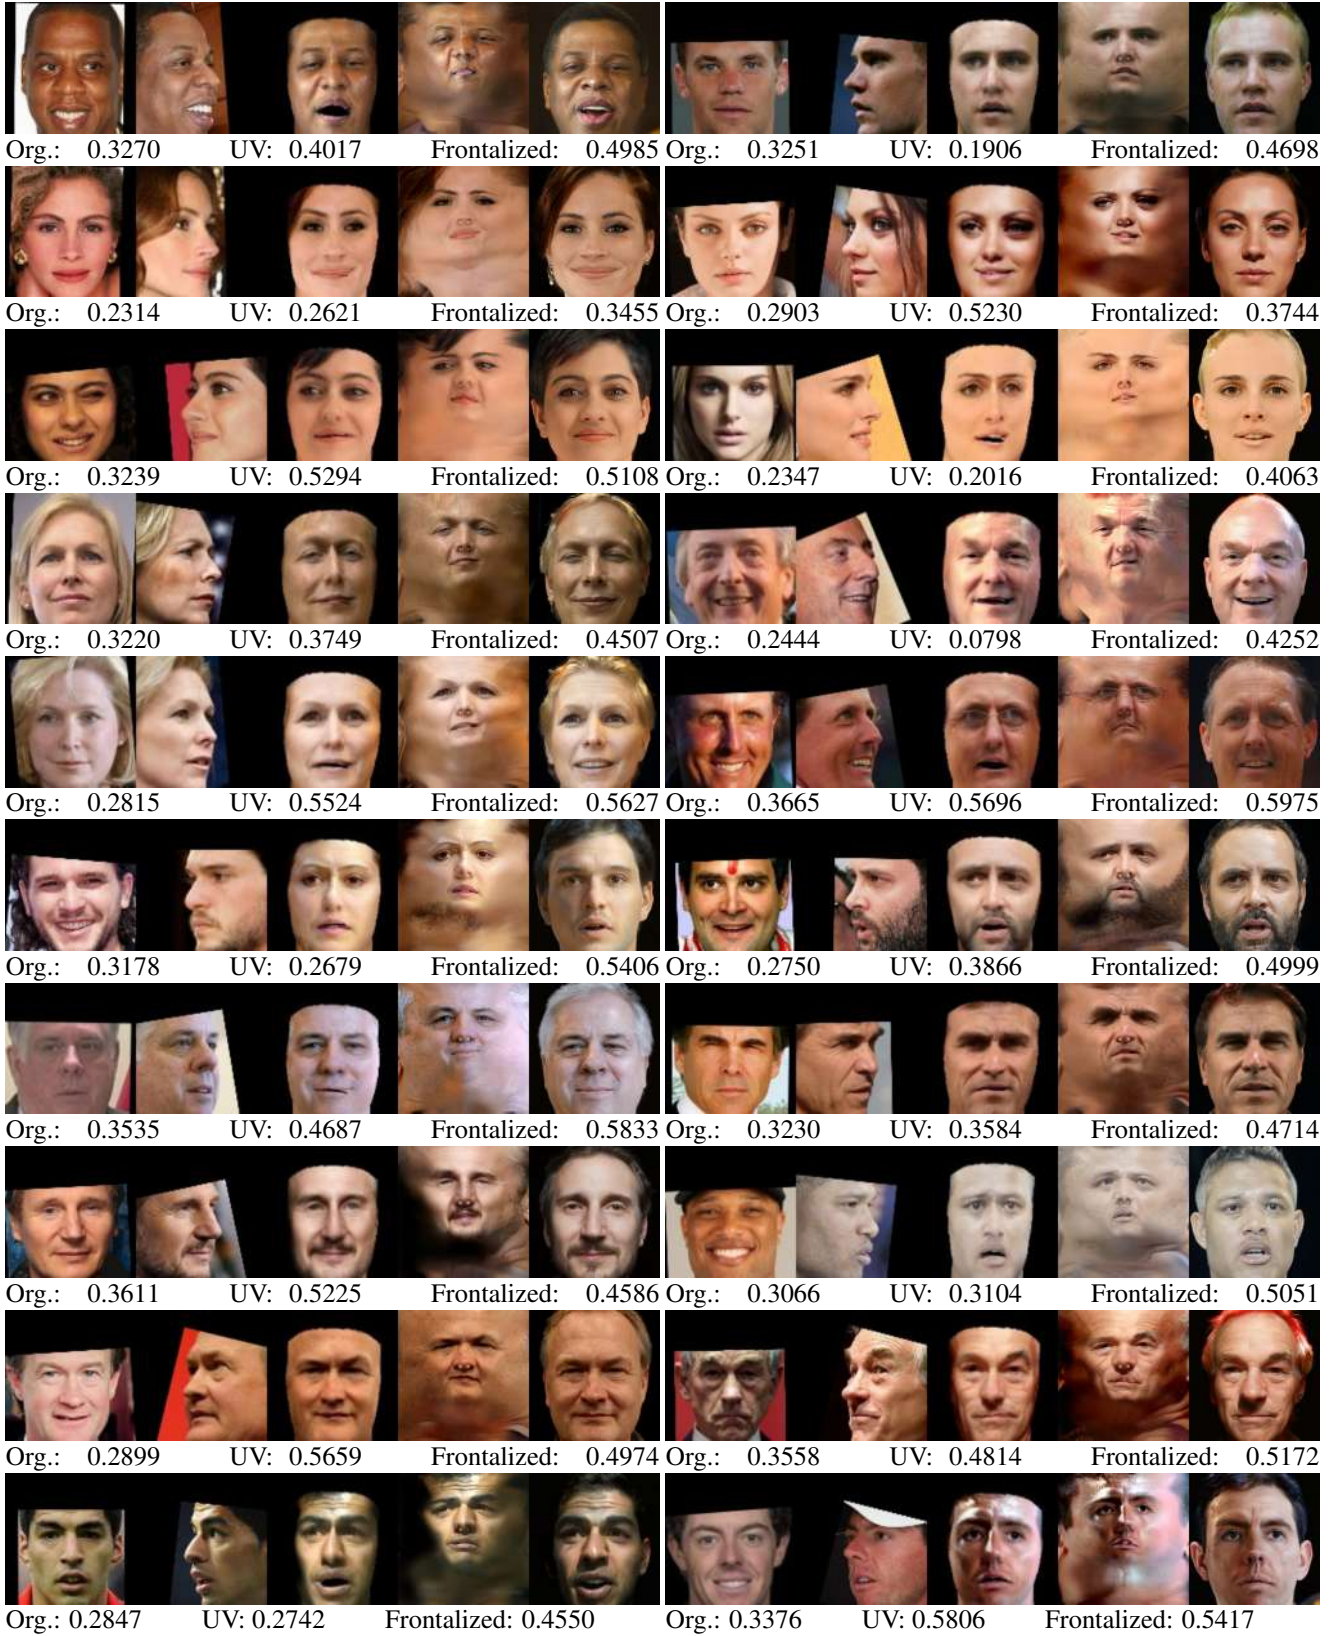 Org.: 0.3270 UV: 0.4017 Frontalized: 0.4985 Org.: 0.3251 UV: 0.1906 Frontalized: 0.4698
Org.: 0.2314 UV: 0.2621 Frontalized: 0.3455 Org.: 0.2903 UV: 0.5230 Frontalized: 0.3744
Org.: 0.3239 UV: 0.5294 Frontalized: 0.5108 Org.: 0.2347 UV: 0.2016 Frontalized: 0.4063
Org.: 0.3220 UV: 0.3749 Frontalized: 0.4507 Org.: 0.2444 UV: 0.0798 Frontalized: 0.4252
Org.: 0.2815 UV: 0.5524 Frontalized: 0.5627 Org.: 0.3665 UV: 0.5696 Frontalized: 0.5975
Org.: 0.3178 UV: 0.2679 Frontalized: 0.5406 Org.: 0.2750 UV: 0.3866 Frontalized: 0.4999
Org.: 0.3535 UV: 0.4687 Frontalized: 0.5833 Org.: 0.3230 UV: 0.3584 Frontalized: 0.4714
Org.: 0.3611 UV: 0.5225 Frontalized: 0.4586 Org.: 0.3066 UV: 0.3104 Frontalized: 0.5051
Org.: 0.2899 UV: 0.5659 Frontalized: 0.4974 Org.: 0.3558 UV: 0.4814 Frontalized: 0.5172
Org.: 0.2847 UV: 0.2742 Frontalized: 0.4550 Org.: 0.3376 UV: 0.5806 Frontalized: 0.5417